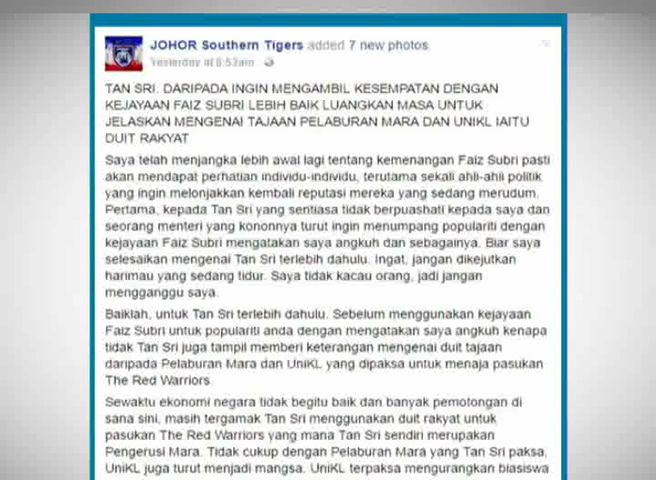 JOHOR Southern Tigers added 7 new photos
Yesterday at 6:53am
TAN SRI. DARIPADA INGIN MENGAMBIL KESEMPATAN DENGAN
KEJAYAAN FAIZ SUBRI LEBIH BAIK LUANGKAN MASA UNTUK
JELASKAN MENGENAI TAJAAN PELABURAN MARA DAN UNIKL IAITU
DUIT RAKYAT
Saya telah menjangka lebih awal lagi tentang kemenangan Faiz Subri pasti
akan mendapat perhatian individu-individu, terutama sekali ahli-ahli politik
yang ingin melonjakkan kembali reputasi mereka yang sedang merudum.
Pertama, kepada Tan Sri yang sentiasa tidak berpuashati kepada saya dan
seorang menteri yang kononnya turut ingin menumpang populariti dengan
kejayaan Faiz Subri mengatakan saya angkuh dan sebagainya. Biar saya
selesaikan mengenai Tan Sri terlebih dahulu. Ingat, jangan dikejutkan
harimau yang sedang tidur. Saya tidak kacau orang, jadi jangan
mengganggu saya.
Baiklah, untuk Tan Sri terlebih dahulu. Sebelum menggunakan kejayaan
Faiz Subri untuk populariti anda dengan mengatakan saya angkuh kenapa
tidak Tan Sri juga tampil memberi keterangan mengenai duit tajaan
daripada Pelaburan Mara dan UniKL yang dipaksa untuk menaja pasukan
The Red Warriors
Sewaktu ekonomi negara tidak begitu baik dan banyak pemotongan di
sana sini, masih tergamak Tan Sri menggunakan duit rakyat untuk
pasukan The Red Warriors yang mana Tan Sri sendiri merupakan
Pengerusi Mara. Tidak cukup dengan Pelaburan Mara yang Tan Sri paksa,
UniKL juga turut menjadi mangsa. UniKL terpaksa mengurangkan biasiswa